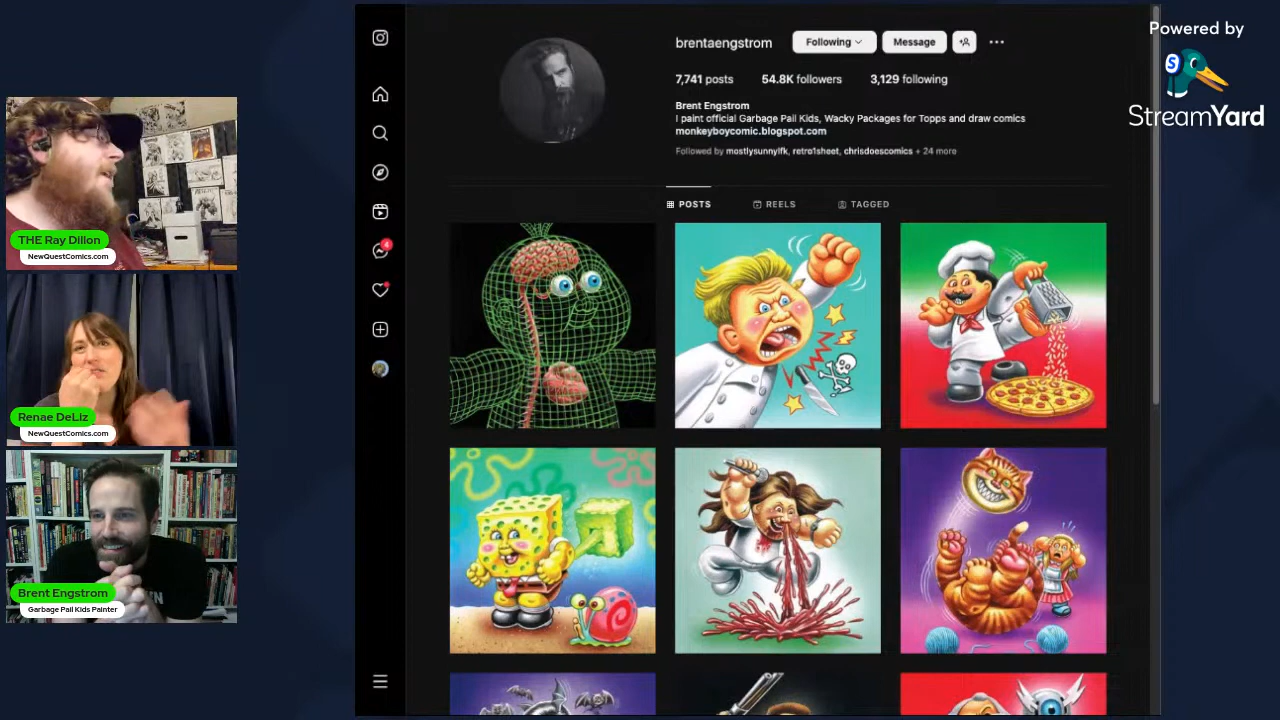 Powered by
StreamYard
THE Ray Dillon
NewQuestComics.com
Renae DeLiz
NewQuestComics.com
Brent Engstrom
Garbage Pail Kids Painter
brentaengstrom
Following
Message
7,741 posts
54.8K followers
3,129 following
Brent Engstrom
I paint official Garbage Pail Kids, Wacky Packages for Topps and draw comics
monkeyboycomic.blogspot.com
Followed by mostlysunnylfk, retro1sheet, chrisdoescomics + 24 more
POSTS
REELS
TAGGED
4
S